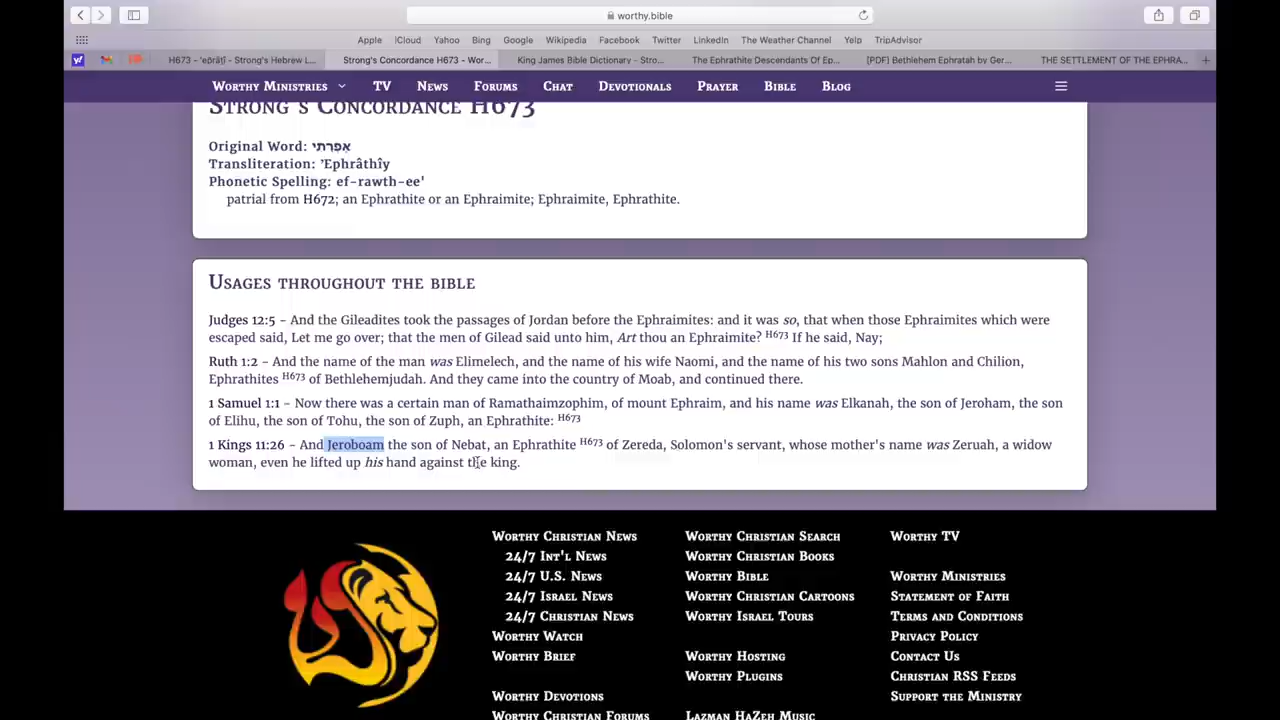 worthy.bible
Apple iCloud Yahoo Bing Google Wikipedia Facebook Twitter LinkedIn The Weather Channel Yelp TripAdvisor
H673 - 'ep̄rāṯî - Strong's Hebrew L... Strong's Concordance H673 - Wor... King James Bible Dictionary - Stro... The Ephrathite Descendants Of Ep... [PDF] Bethlehem Ephratah by Ger... THE SETTLEMENT OF THE EPHRA...
Worthy Ministries TV News Forums Chat Devotionals Prayer Bible Blog
Strong's Concordance H673
Original Word: אֶפְרָתִי
Transliteration: ʼEphrâthîy
Phonetic Spelling: ef-rawth-ee'
patrial from H672; an Ephrathite or an Ephraimite; Ephraimite, Ephrathite.
Usages throughout the bible
Judges 12:5 - And the Gileadites took the passages of Jordan before the Ephraimites: and it was so, that when those Ephraimites which were
escaped said, Let me go over; that the men of Gilead said unto him, Art thou an Ephraimite? H673 If he said, Nay;
Ruth 1:2 - And the name of the man was Elimelech, and the name of his wife Naomi, and the name of his two sons Mahlon and Chilion,
Ephrathites H673 of Bethlehemjudah. And they came into the country of Moab, and continued there.
1 Samuel 1:1 - Now there was a certain man of Ramathaimzophim, of mount Ephraim, and his name was Elkanah, the son of Jeroham, the son
of Elihu, the son of Tohu, the son of Zuph, an Ephrathite: H673
1 Kings 11:26 - And Jeroboam the son of Nebat, an Ephrathite H673 of Zereda, Solomon's servant, whose mother's name was Zeruah, a widow
woman, even he lifted up his hand against the king.
Worthy Christian News Worthy Christian Search Worthy TV
24/7 Int'l News Worthy Christian Books
24/7 U.S. News Worthy Bible Worthy Ministries
24/7 Israel News Worthy Christian Cartoons Statement of Faith
24/7 Christian News Worthy Israel Tours Terms and Conditions
Worthy Watch Privacy Policy
Worthy Brief Worthy Hosting Contact Us
Worthy Plugins Christian RSS Feeds
Worthy Devotions Support the Ministry
Worthy Christian Forums Lazman HaZeh Music